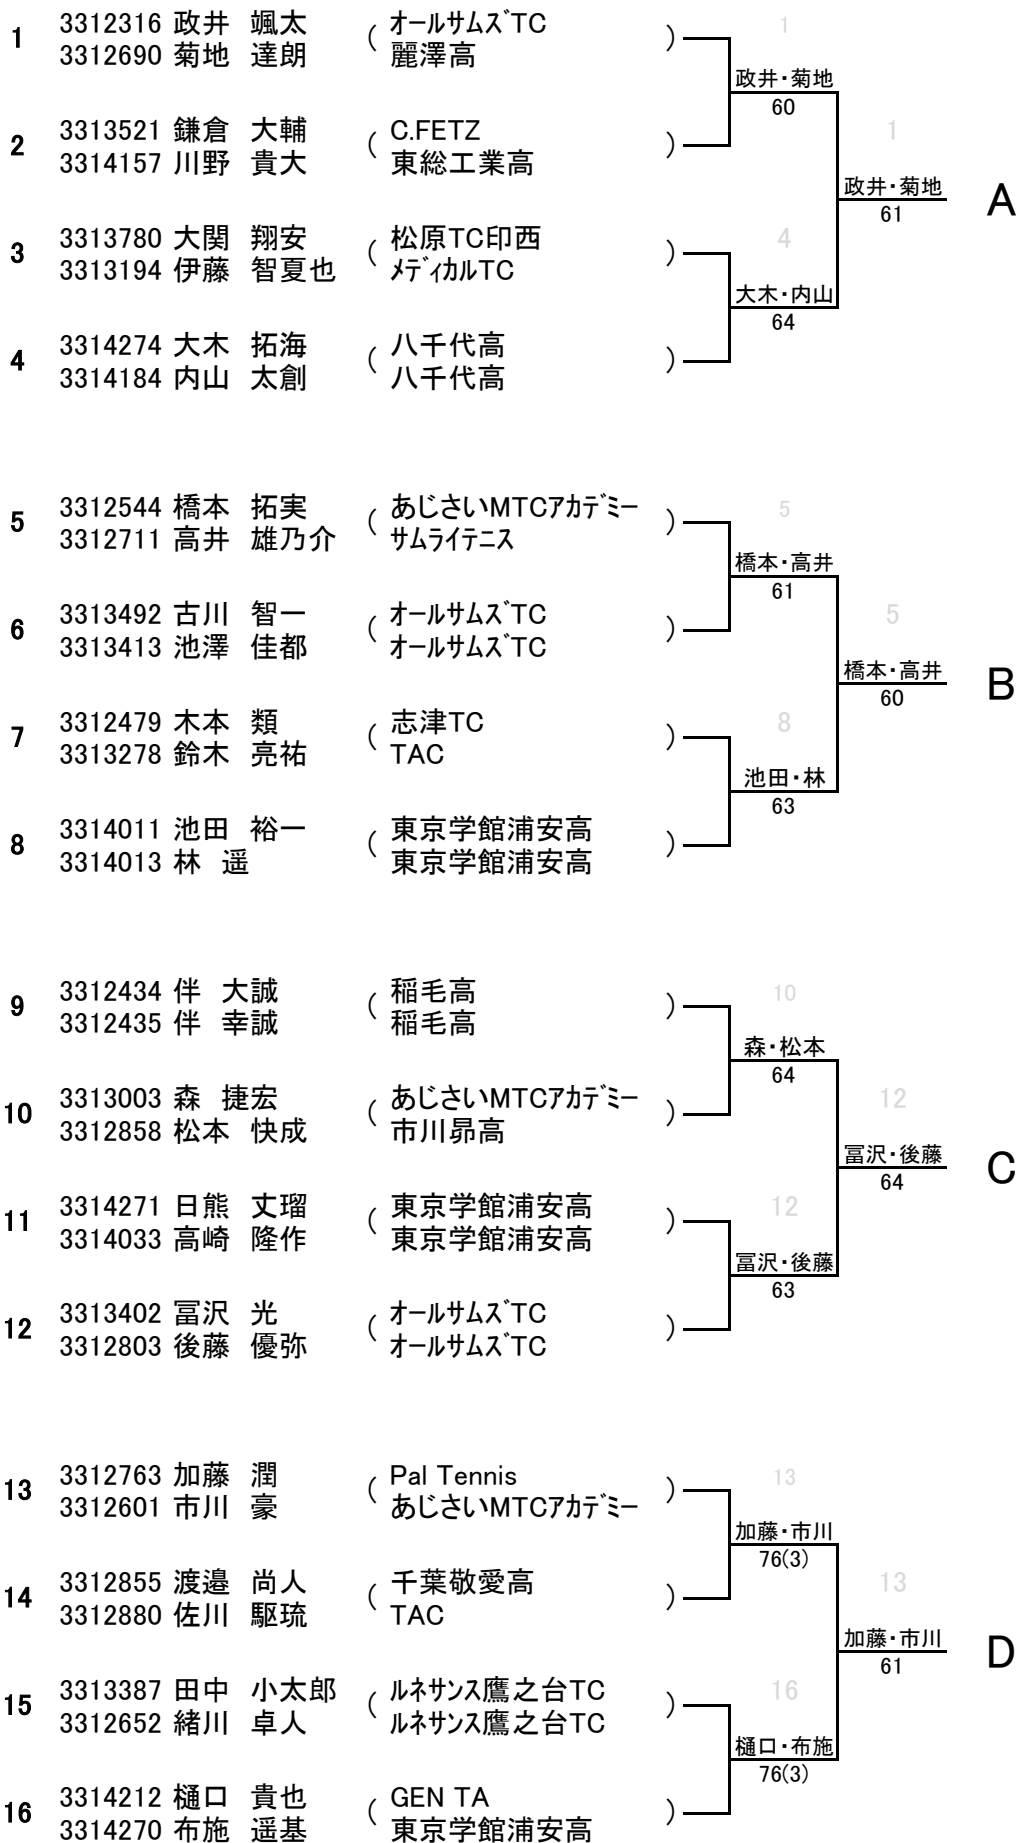 1 3312316 政井 颯太 ( オールサムズTC )
3312690 菊地 達朗 麗澤高
1
政井・菊地
60
2 3313521 鎌倉 大輔 ( C.FETZ )
3314157 川野 貴大 東総工業高
1
政井・菊地
61
A
3 3313780 大関 翔安 ( 松原TC印西 )
3313194 伊藤 智夏也 メディカルTC
4
大木・内山
64
4 3314274 大木 拓海 ( 八千代高 )
3314184 内山 太創 八千代高
5 3312544 橋本 拓実 ( あじさいMTCアカデミー )
3312711 高井 雄乃介 サムライテニス
5
橋本・高井
61
6 3313492 古川 智一 ( オールサムズTC )
3313413 池澤 佳都 オールサムズTC
5
橋本・高井
60
B
7 3312479 木本 類 ( 志津TC )
3313278 鈴木 亮祐 TAC
8
池田・林
63
8 3314011 池田 裕一 ( 東京学館浦安高 )
3314013 林 遥 東京学館浦安高
9 3312434 伴 大誠 ( 稲毛高 )
3312435 伴 幸誠 稲毛高
10
森・松本
64
10 3313003 森 捷宏 ( あじさいMTCアカデミー )
3312858 松本 快成 市川昴高
12
冨沢・後藤
64
C
11 3314271 日熊 丈瑠 ( 東京学館浦安高 )
3314033 高崎 隆作 東京学館浦安高
12
冨沢・後藤
63
12 3313402 冨沢 光 ( オールサムズTC )
3312803 後藤 優弥 オールサムズTC
13 3312763 加藤 潤 ( Pal Tennis )
3312601 市川 豪 あじさいMTCアカデミー
13
加藤・市川
76(3)
14 3312855 渡邉 尚人 ( 千葉敬愛高 )
3312880 佐川 駆琉 TAC
13
加藤・市川
61
D
15 3313387 田中 小太郎 ( ルネサンス鷹之台TC )
3312652 緒川 卓人 ルネサンス鷹之台TC
16
樋口・布施
76(3)
16 3314212 樋口 貴也 ( GEN TA )
3314270 布施 遥基 東京学館浦安高